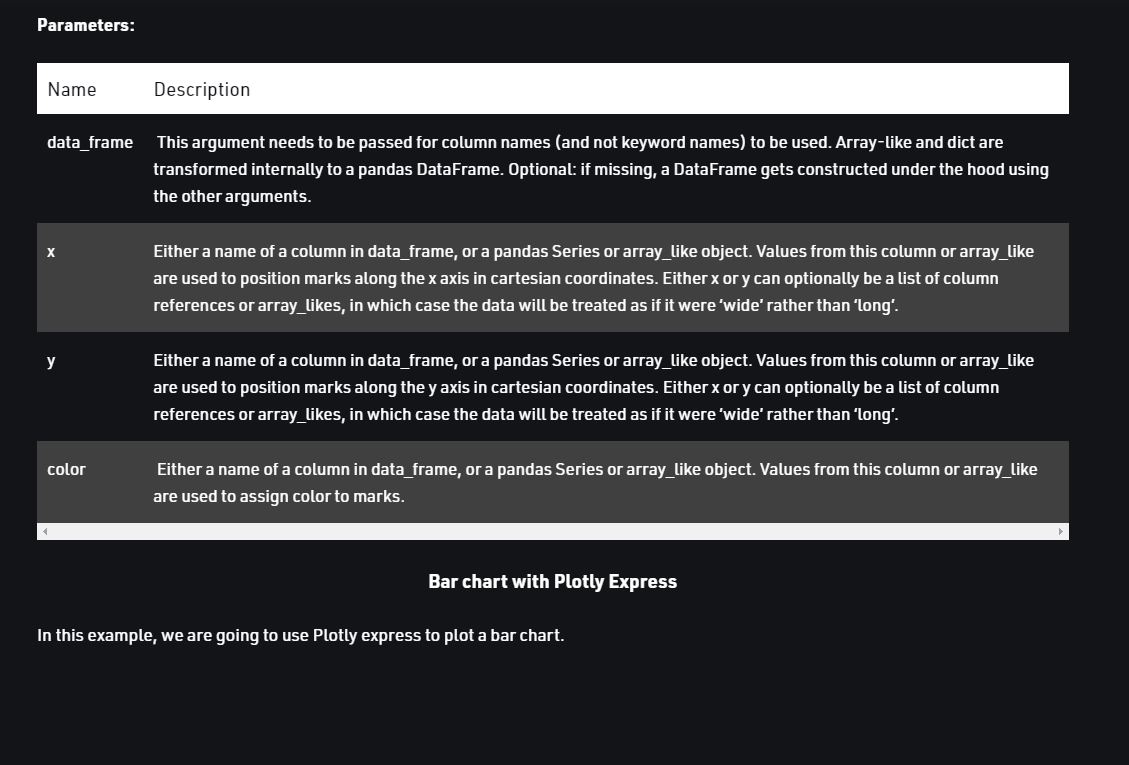 Parameters:
Name Description
data_frame This argument needs to be passed for column names (and not keyword names) to be used. Array-like and dict are
transformed internally to a pandas DataFrame. Optional: if missing, a DataFrame gets constructed under the hood using
the other arguments.
x Either a name of a column in data_frame, or a pandas Series or array_like object. Values from this column or array_like
are used to position marks along the x axis in cartesian coordinates. Either x or y can optionally be a list of column
references or array_likes, in which case the data will be treated as if it were ‘wide’ rather than ‘long’.
y Either a name of a column in data_frame, or a pandas Series or array_like object. Values from this column or array_like
are used to position marks along the y axis in cartesian coordinates. Either x or y can optionally be a list of column
references or array_likes, in which case the data will be treated as if it were ‘wide’ rather than ‘long’.
color Either a name of a column in data_frame, or a pandas Series or array_like object. Values from this column or array_like
are used to assign color to marks.
Bar chart with Plotly Express
In this example, we are going to use Plotly express to plot a bar chart.